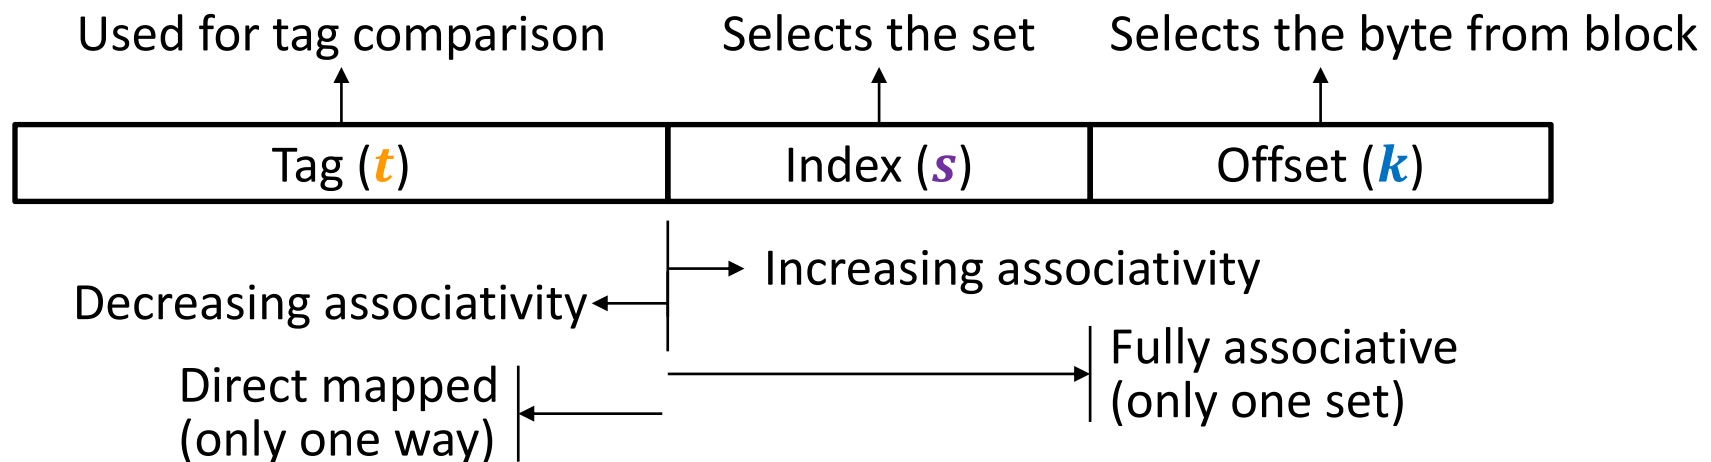 Used for tag comparison
Selects the set
Selects the byte from block
Tag (t)
Index (s)
Offset (k)
Increasing associativity
Decreasing associativity
Fully associative
(only one set)
Direct mapped
(only one way)